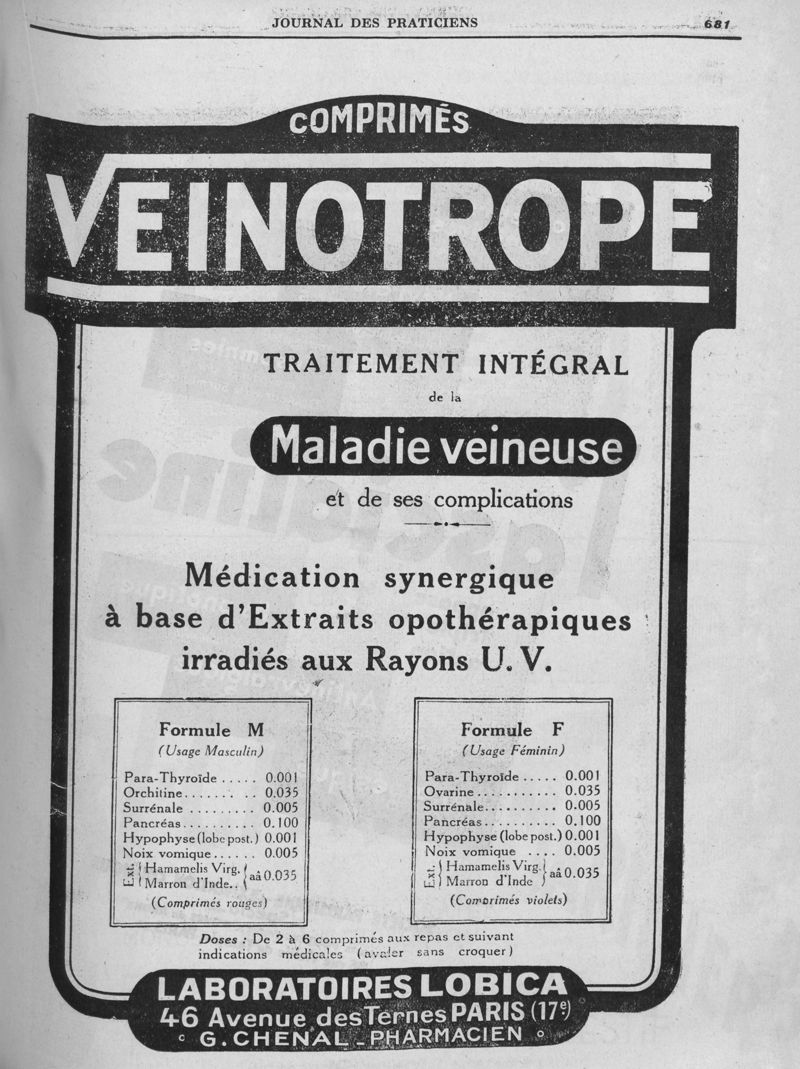 JOURNAL DES PRATICIENS 681
COMPRIMÉS
VEINOTROPE
TRAITEMENT INTÉGRAL
de la
Maladie veineuse
et de ses complications
Médication synergique
à base d'Extraits opothérapiques
irradiés aux Rayons U. V.
Formule M
(Usage Masculin)
Para-Thyroïde ..... 0.001
Orchitine......... 0.035
Surrénale ......... 0.005
Pancréas.......... 0.100
Hypophyse (lobe post.) 0.001
Noix vomique...... 0.005
Ext. { Hamamelis Virg. } aâ 0.035
Marron d'Inde..
(Comprimés rouges)
Formule F
(Usage Féminin)
Para-Thyroïde ..... 0.001
Ovarine........... 0.035
Surrénale.......... 0.005
Pancréas.......... 0.100
Hypophyse (lobe post.) 0.001
Noix vomique .... 0.005
Ext. { Hamamelis Virg. } aâ 0.035
Marron d'Inde
(Comprimés violets)
Doses : De 2 à 6 comprimés aux repas et suivant
indications médicales (avaler sans croquer)
LABORATOIRES LOBICA
46 Avenue des Ternes PARIS (17e)
G. CHENAL - PHARMACIEN